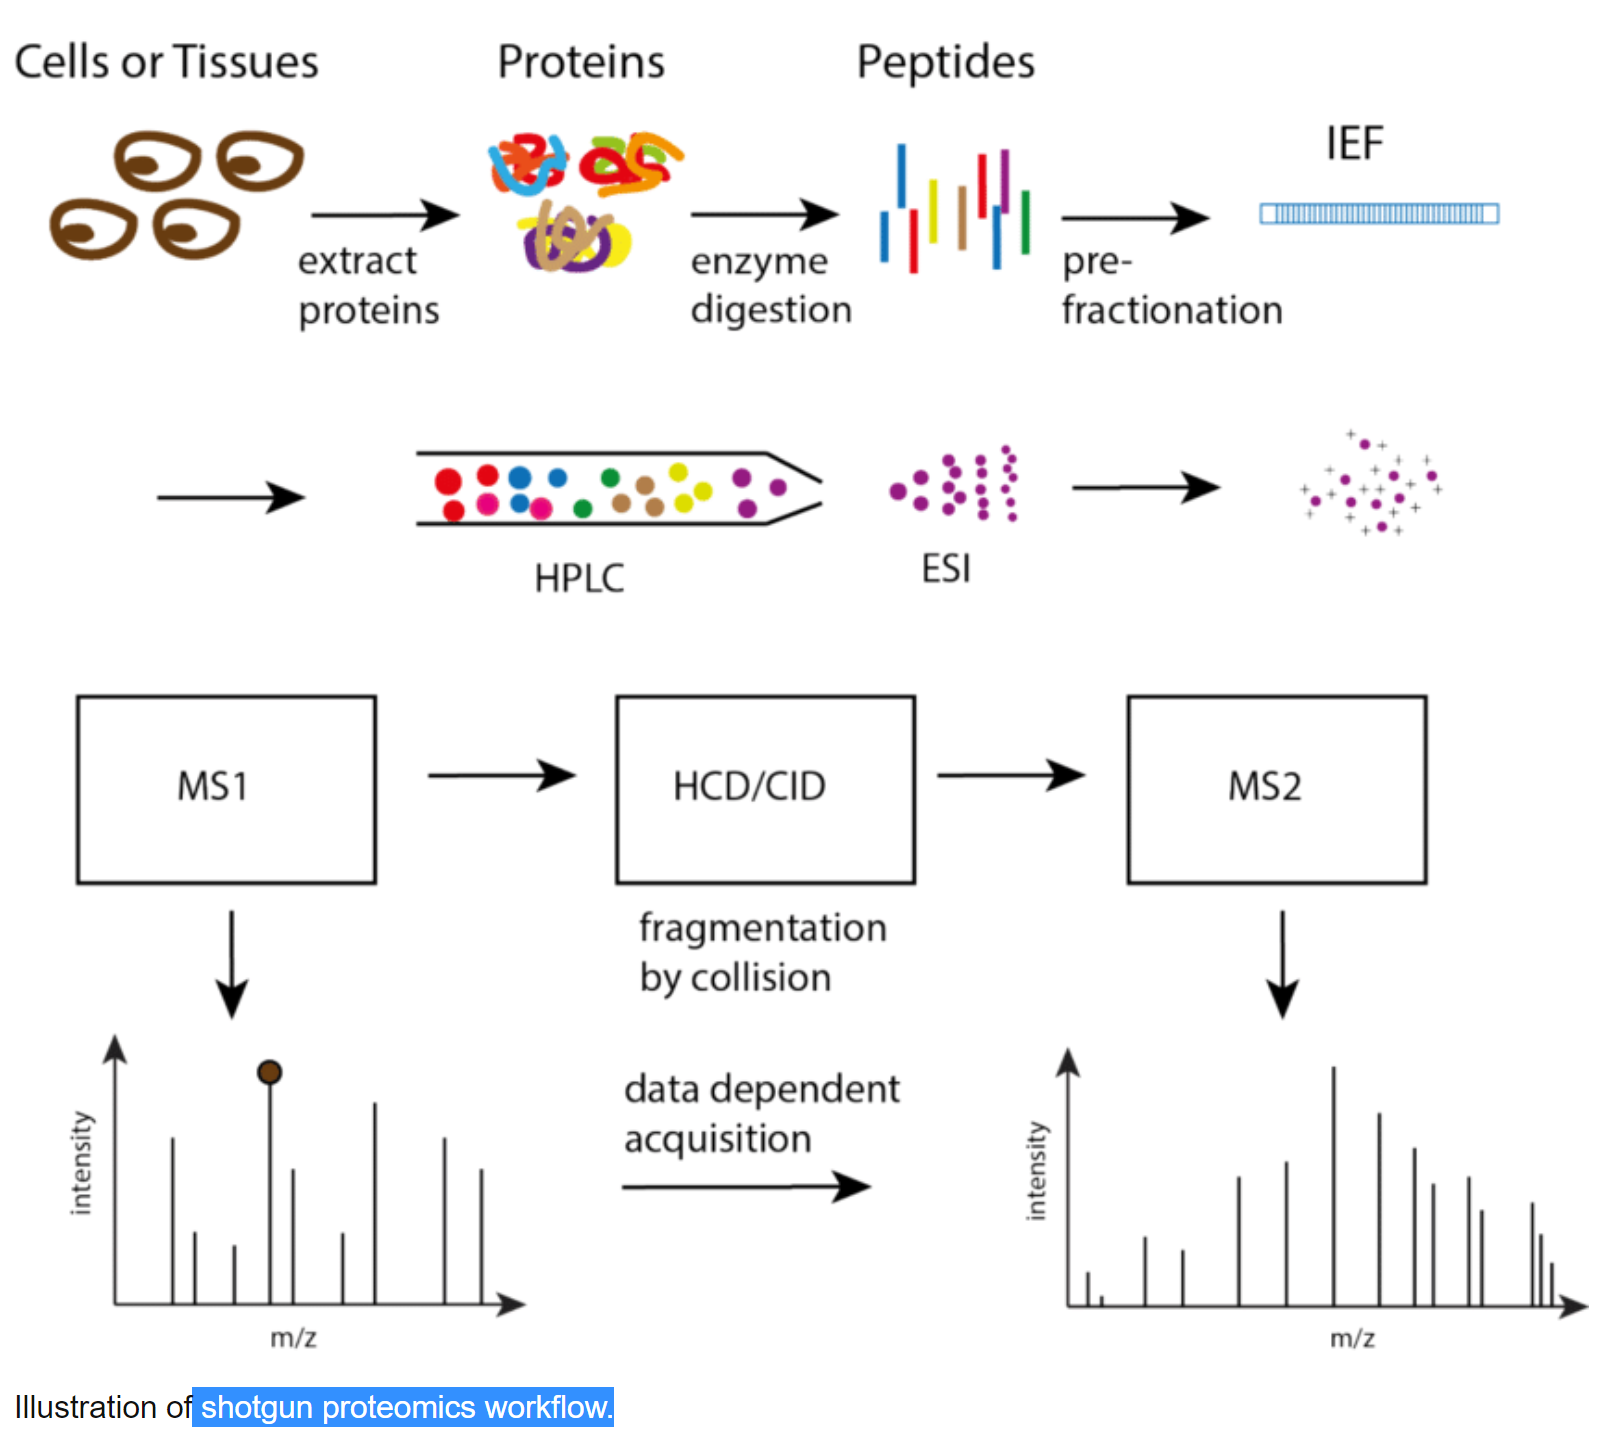 Cells or Tissues
Proteins
Peptides
IEF
extract
proteins
enzyme
digestion
pre-
fractionation
HPLC
ESI
MS1
HCD/CID
MS2
fragmentation
by collision
data dependent
acquisition
intensity
m/z
intensity
m/z
Illustration of shotgun proteomics workflow.